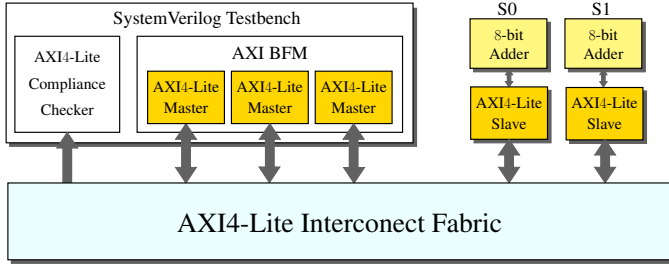 SystemVerilog Testbench
AXI4-Lite
Compliance
Checker
AXI BFM
AXI4-Lite
Master
AXI4-Lite
Master
AXI4-Lite
Master
S0
8-bit
Adder
AXI4-Lite
Slave
S1
8-bit
Adder
AXI4-Lite
Slave
AXI4-Lite Interconect Fabric